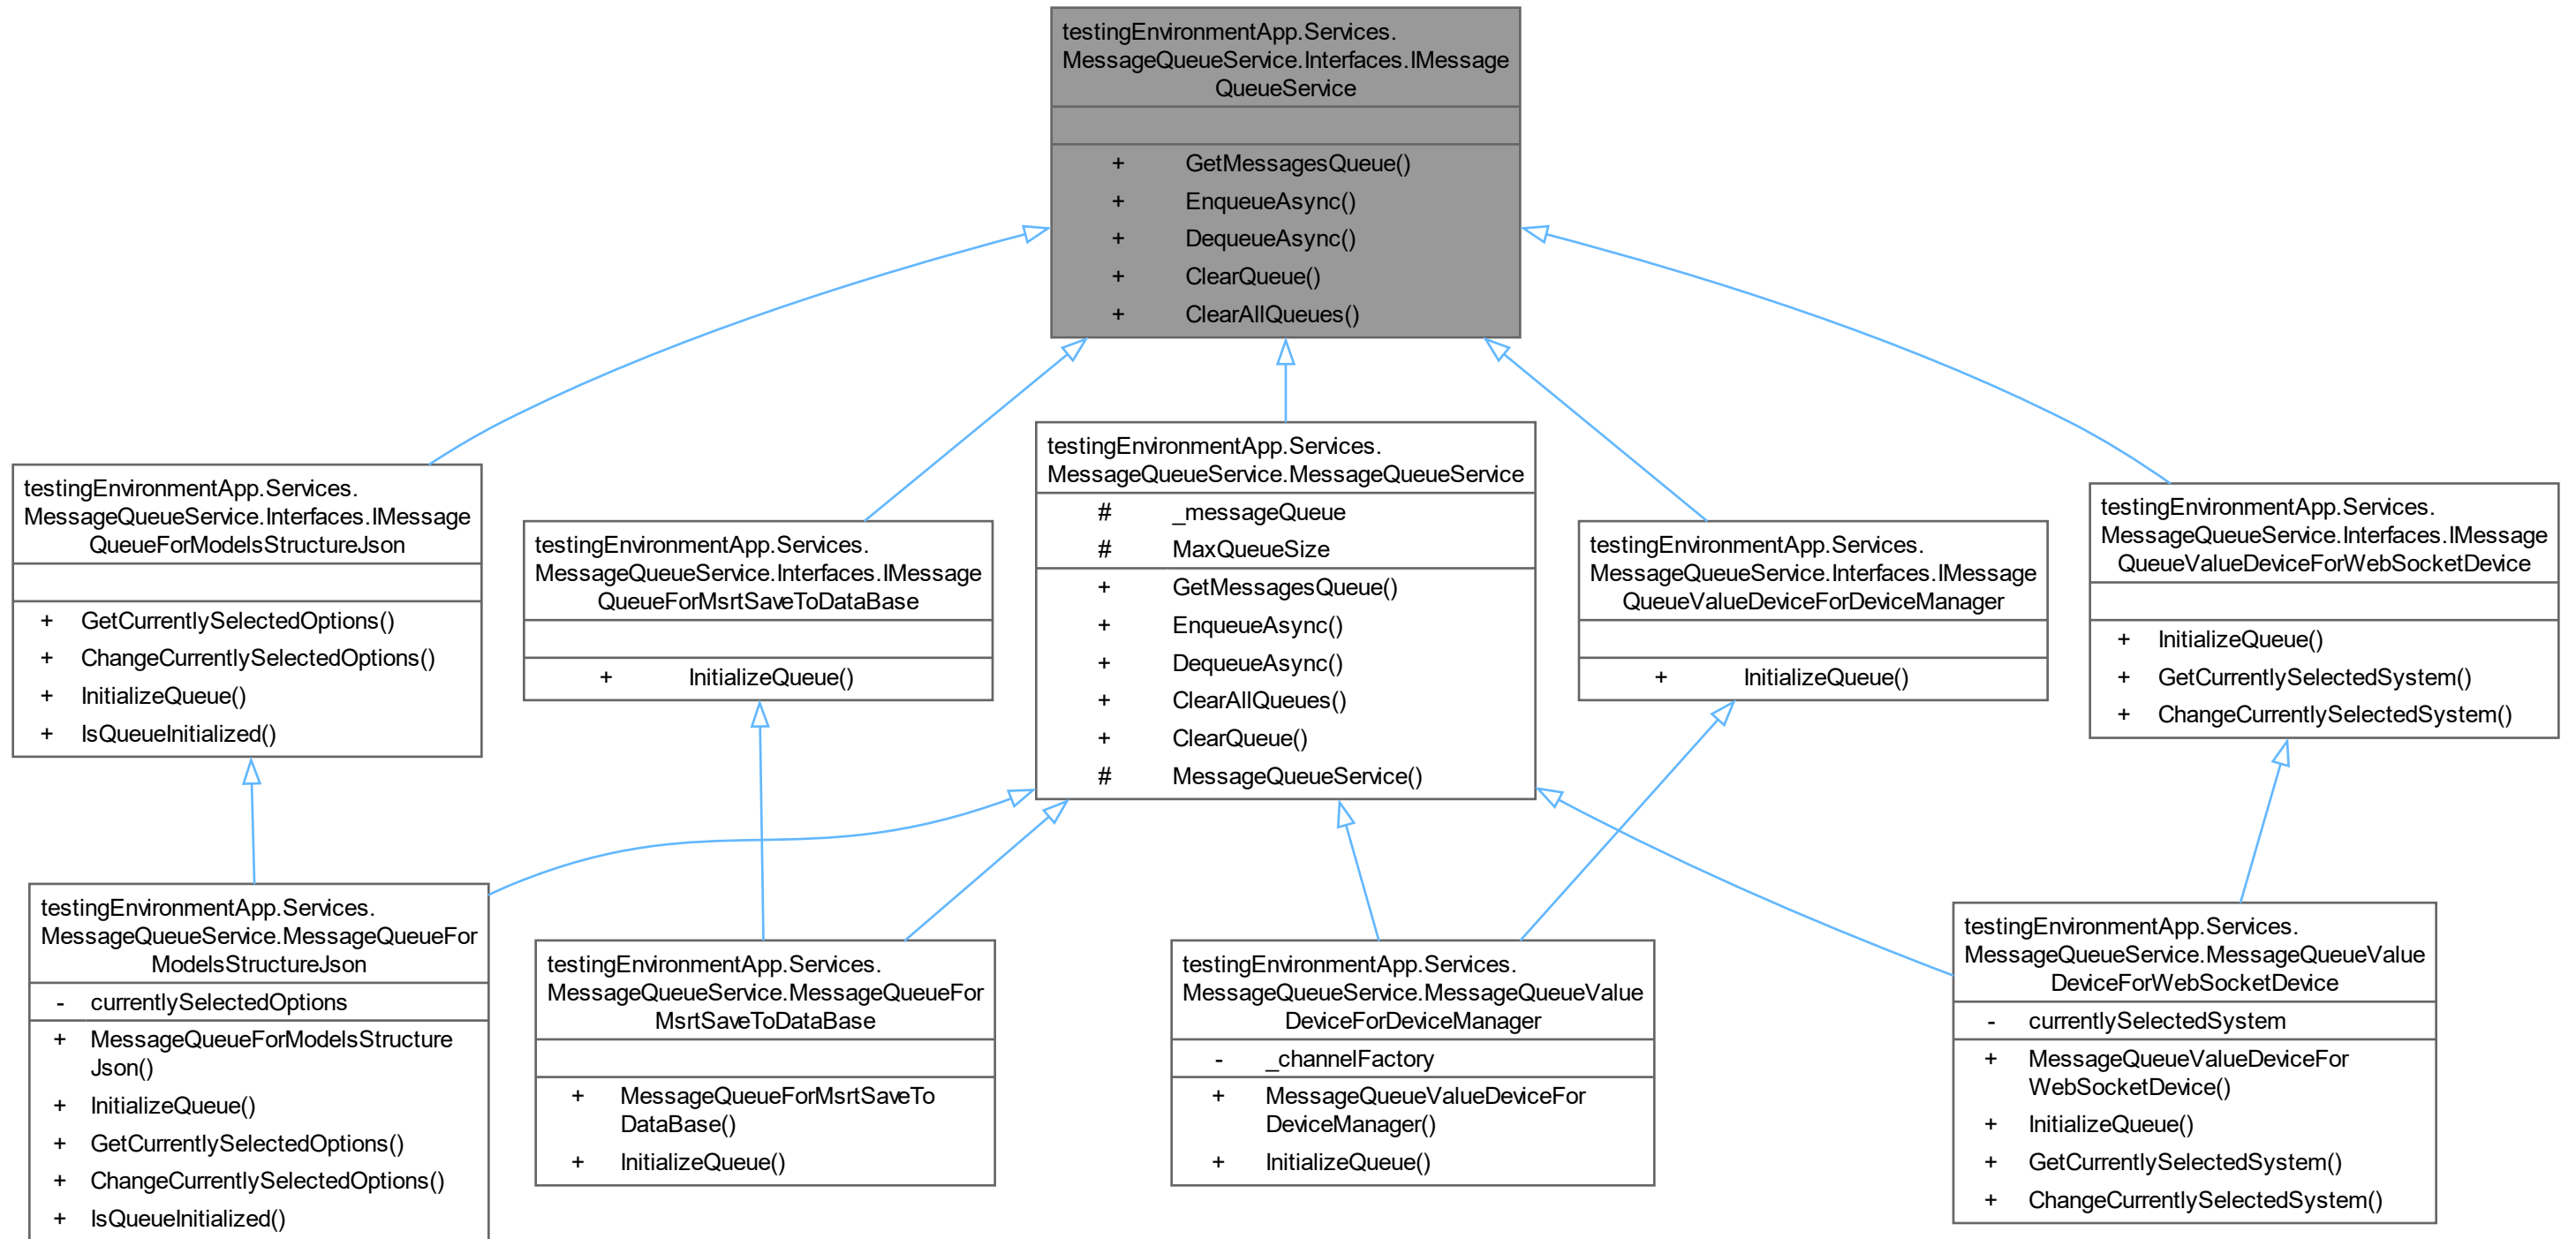 testingEnvironmentApp.Services.
MessageQueueService.Interfaces.IMessage
QueueService
+ GetMessagesQueue()
+ EnqueueAsync()
+ DequeueAsync()
+ ClearQueue()
+ ClearAllQueues()
testingEnvironmentApp.Services.
MessageQueueService.Interfaces.IMessage
QueueForModelsStructureJson
+ GetCurrentlySelectedOptions()
+ ChangeCurrentlySelectedOptions()
+ InitializeQueue()
+ IsQueueInitialized()
testingEnvironmentApp.Services.
MessageQueueService.Interfaces.IMessage
QueueForMsrtSaveToDataBase
+ InitializeQueue()
testingEnvironmentApp.Services.
MessageQueueService.MessageQueueService
# _messageQueue
# MaxQueueSize
+ GetMessagesQueue()
+ EnqueueAsync()
+ DequeueAsync()
+ ClearAllQueues()
+ ClearQueue()
# MessageQueueService()
testingEnvironmentApp.Services.
MessageQueueService.Interfaces.IMessage
QueueValueDeviceForDeviceManager
+ InitializeQueue()
testingEnvironmentApp.Services.
MessageQueueService.Interfaces.IMessage
QueueValueDeviceForWebSocketDevice
+ InitializeQueue()
+ GetCurrentlySelectedSystem()
+ ChangeCurrentlySelectedSystem()
testingEnvironmentApp.Services.
MessageQueueService.MessageQueueFor
ModelsStructureJson
- currentlySelectedOptions
+ MessageQueueForModelsStructure
Json()
+ InitializeQueue()
+ GetCurrentlySelectedOptions()
+ ChangeCurrentlySelectedOptions()
+ IsQueueInitialized()
testingEnvironmentApp.Services.
MessageQueueService.MessageQueueFor
MsrtSaveToDataBase
+ MessageQueueForMsrtSaveTo
DataBase()
+ InitializeQueue()
testingEnvironmentApp.Services.
MessageQueueService.MessageQueueValue
DeviceForDeviceManager
- _channelFactory
+ MessageQueueValueDeviceFor
DeviceManager()
+ InitializeQueue()
testingEnvironmentApp.Services.
MessageQueueService.MessageQueueValue
DeviceForWebSocketDevice
- currentlySelectedSystem
+ MessageQueueValueDeviceFor
WebSocketDevice()
+ InitializeQueue()
+ GetCurrentlySelectedSystem()
+ ChangeCurrentlySelectedSystem()